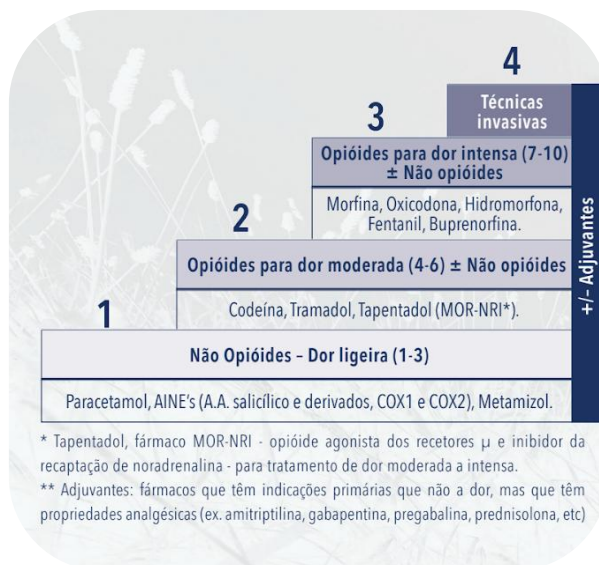 4
Técnicas
invasivas
3
Opióides para dor intensa (7-10)
± Não opióides
Morfina, Oxicodona, Hidromorfona,
Fentanil, Buprenorfina.
2
Opióides para dor moderada (4-6) ± Não opióides
Codeína, Tramadol, Tapentadol (MOR-NRI*).
1
Não Opióides – Dor ligeira (1-3)
Paracetamol, AINE's (A.A. salicílico e derivados, COX1 e COX2), Metamizol.
+/- Adjuvantes
* Tapentadol, fármaco MOR-NRI - opióide agonista dos recetores μ e inibidor da
recaptação de noradrenalina - para tratamento de dor moderada a intensa.
** Adjuvantes: fármacos que têm indicações primárias que não a dor, mas que têm
propriedades analgésicas (ex. amitriptilina, gabapentina, pregabalina, prednisolona, etc)